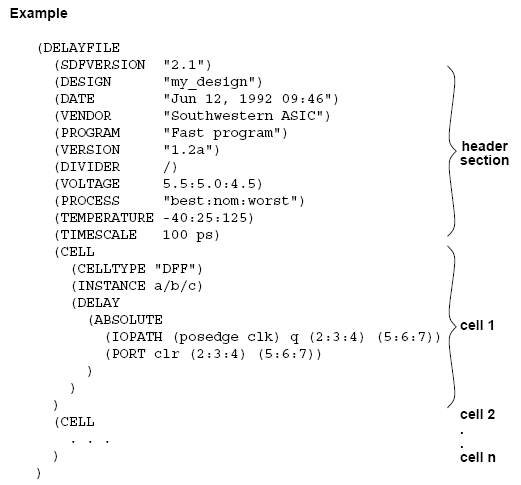 Example
(DELAYFILE
(SDFVERSION "2.1")
(DESIGN "my_design")
(DATE "Jun 12, 1992 09:46")
(VENDOR "Southwestern ASIC")
(PROGRAM "Fast program")
(VERSION "1.2a")
(DIVIDER /)
(VOLTAGE 5.5:5.0:4.5)
(PROCESS "best:nom:worst")
(TEMPERATURE -40:25:125)
(TIMESCALE 100 ps)
header
section
(CELL
(CELLTYPE "DFF")
(INSTANCE a/b/c)
(DELAY
(ABSOLUTE
(IOPATH (posedge clk) q (2:3:4) (5:6:7))
(PORT clr (2:3:4) (5:6:7))
)
)
)
cell 1
(CELL
. . .
)
)
cell 2
.
.
cell n